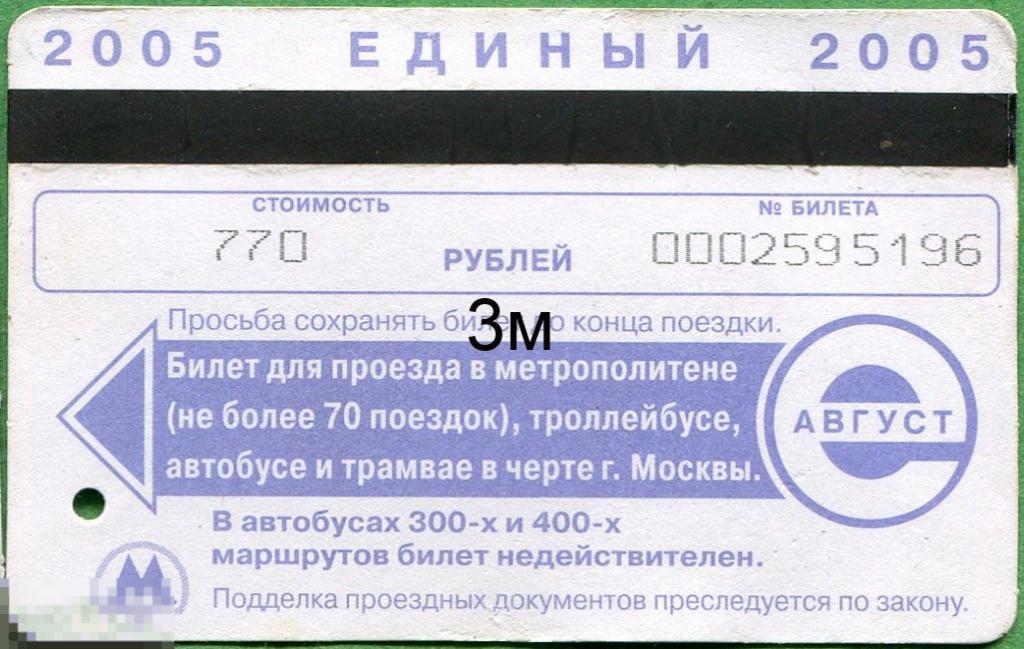 2005 ЕДИНЫЙ 2005
СТОИМОСТЬ № БИЛЕТА
770 РУБЛЕЙ 0002595196
Просьба сохранять до конца поездки.
3м
Билет для проезда в метрополитене
(не более 70 поездок), троллейбусе,
автобусе и трамвае в черте г. Москвы.
АВГУСТ
В автобусах 300-х и 400-х
маршрутов билет недействителен.
Подделка проездных документов преследуется по закону.